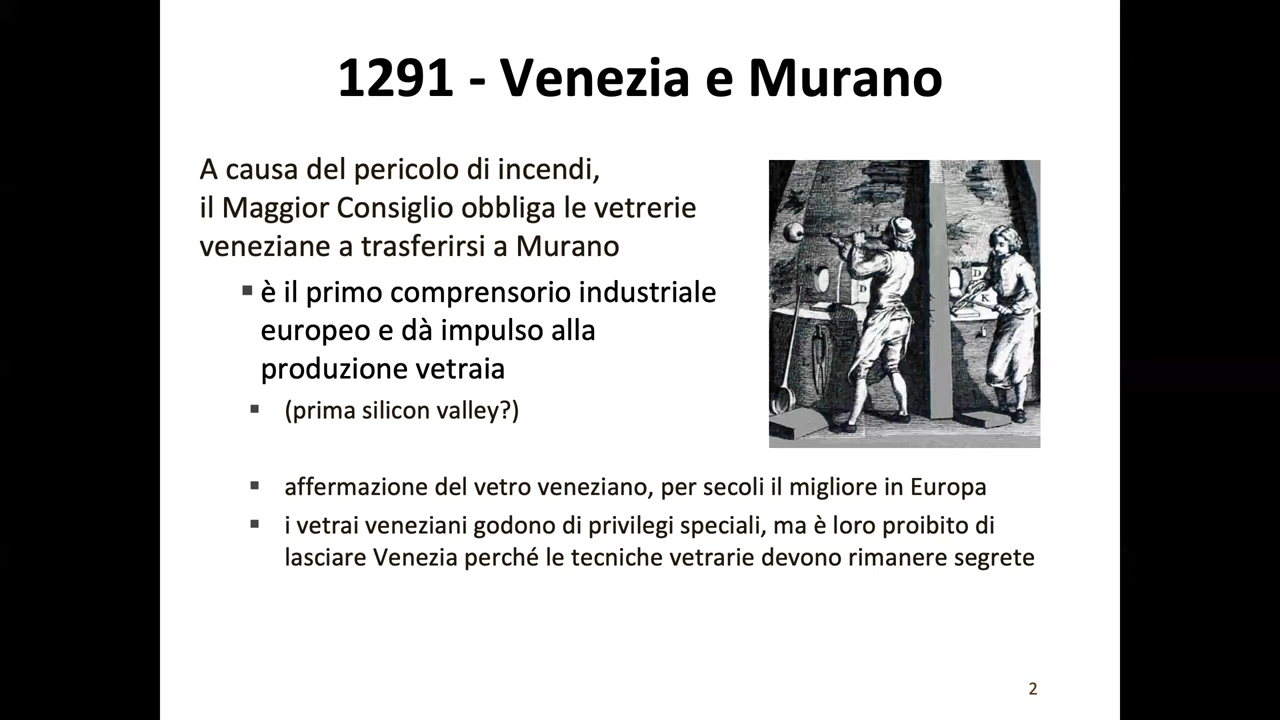 1291 - Venezia e Murano
A causa del pericolo di incendi,
il Maggior Consiglio obbliga le vetrerie
veneziane a trasferirsi a Murano
▪ è il primo comprensorio industriale
europeo e dà impulso alla
produzione vetraia
▪ (prima silicon valley?)
D
D
K
▪ affermazione del vetro veneziano, per secoli il migliore in Europa
▪ i vetrai veneziani godono di privilegi speciali, ma è loro proibito di
lasciare Venezia perché le tecniche vetrarie devono rimanere segrete
2